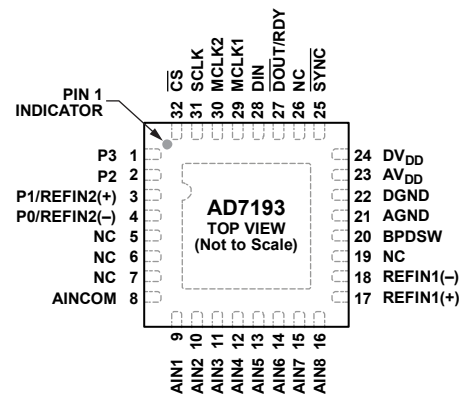 32 CS
31 SCLK
30 MCLK2
29 MCLK1
28 DIN
27 DOUT/RDY
26 NC
25 SYNC
PIN 1
INDICATOR
P3 1
P2 2
P1/REFIN2(+) 3
P0/REFIN2(–) 4
NC 5
NC 6
NC 7
AINCOM 8
AD7193
TOP VIEW
(Not to Scale)
24 DVDD
23 AVDD
22 DGND
21 AGND
20 BPDSW
19 NC
18 REFIN1(–)
17 REFIN1(+)
AIN1 9
AIN2 10
AIN3 11
AIN4 12
AIN5 13
AIN6 14
AIN7 15
AIN8 16